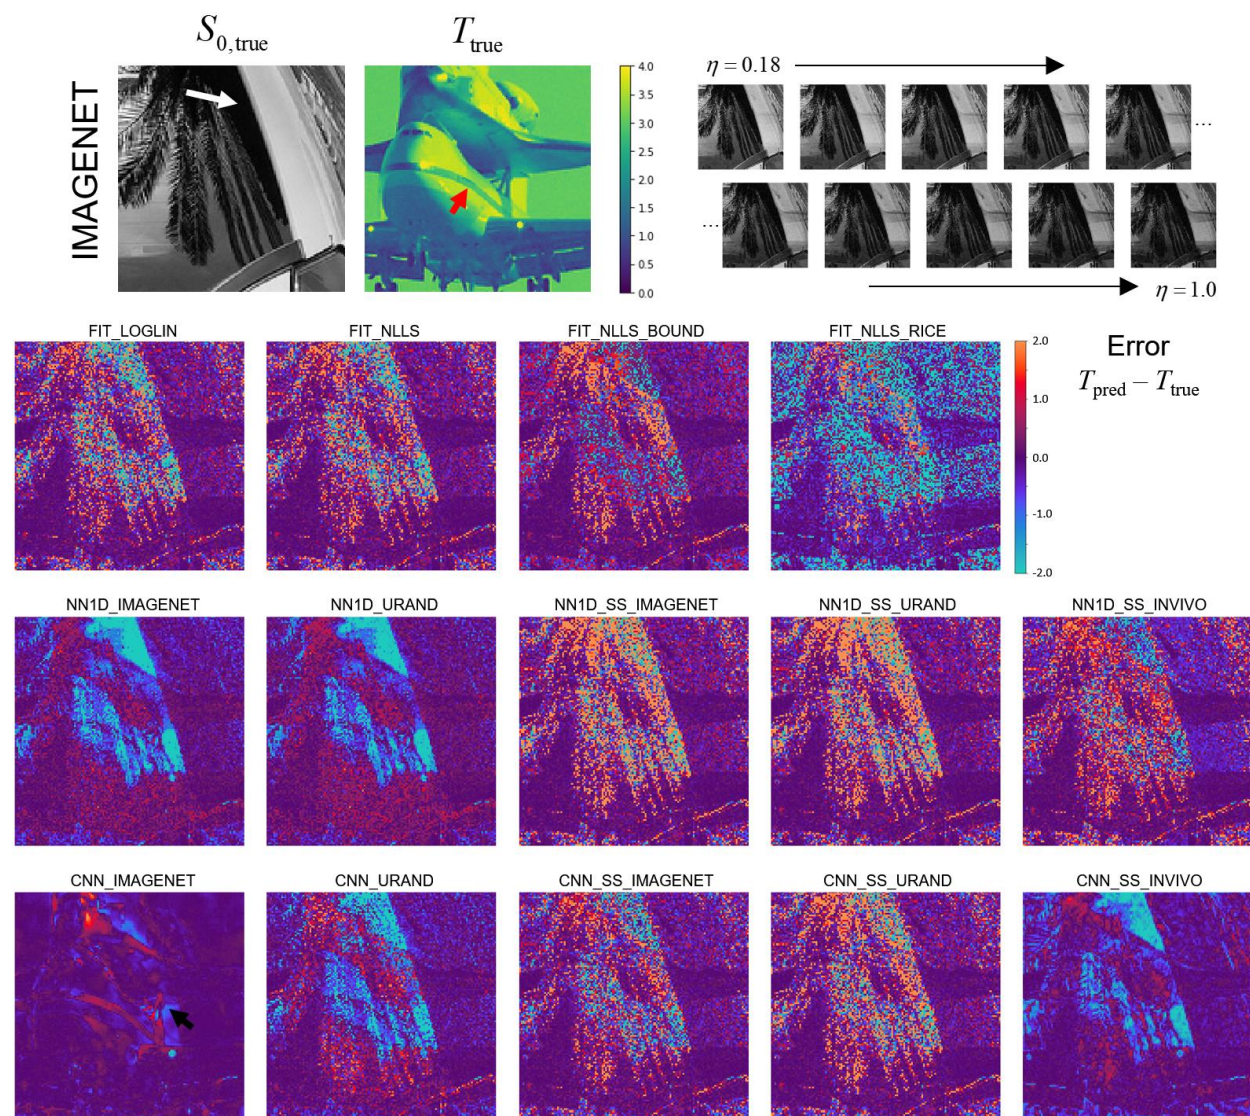 S0,true
Ttrue
IMAGENET
4.0
3.5
3.0
2.5
2.0
1.5
1.0
0.5
0.0
η = 0.18
...
...
η = 1.0
FIT_LOGLIN
FIT_NLLS
FIT_NLLS_BOUND
FIT_NLLS_RICE
2.0
1.0
0.0
-1.0
-2.0
Error
Tpred − Ttrue
NN1D_IMAGENET
NN1D_URAND
NN1D_SS_IMAGENET
NN1D_SS_URAND
NN1D_SS_INVIVO
CNN_IMAGENET
CNN_URAND
CNN_SS_IMAGENET
CNN_SS_URAND
CNN_SS_INVIVO